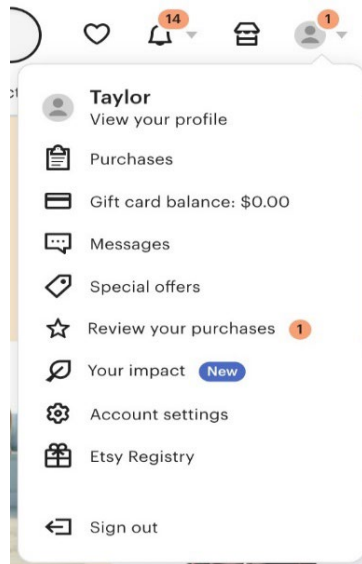 14
1
Taylor
View your profile
Purchases
Gift card balance: $0.00
Messages
Special offers
Review your purchases 1
Your impact New
Account settings
Etsy Registry
Sign out